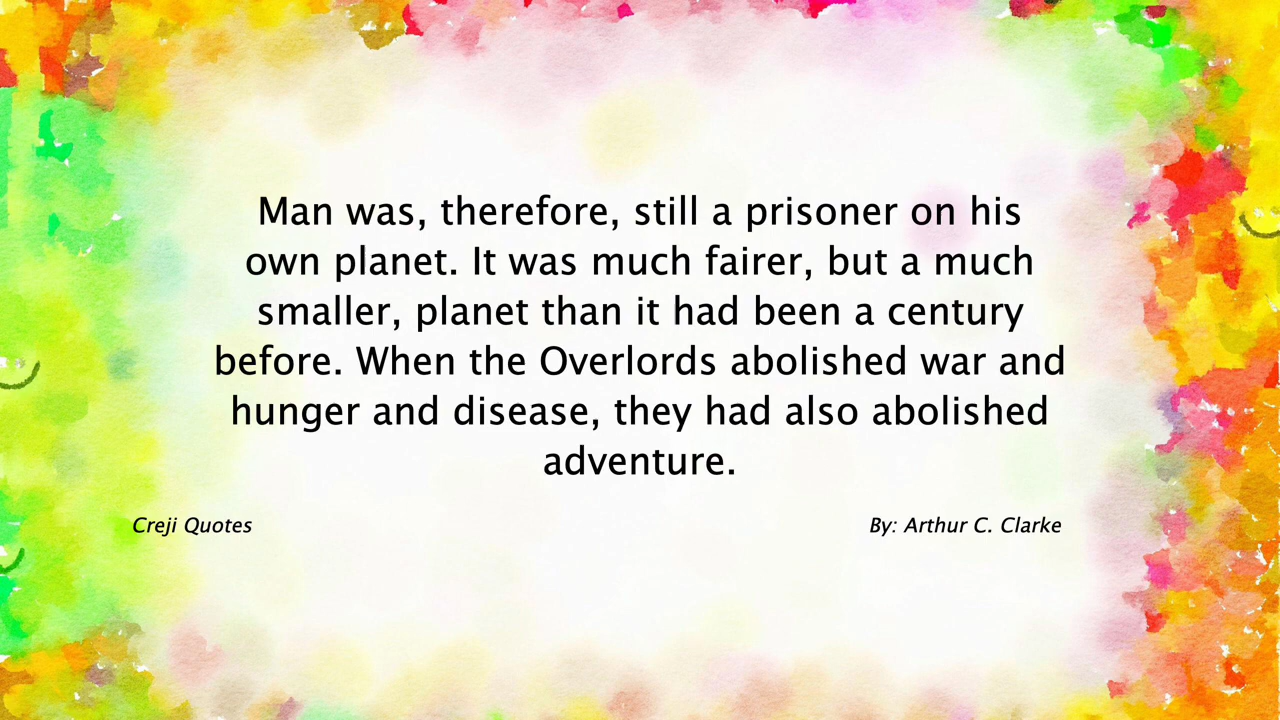 Man was, therefore, still a prisoner on his
own planet. It was much fairer, but a much
smaller, planet than it had been a century
before. When the Overlords abolished war and
hunger and disease, they had also abolished
adventure.
Creji Quotes
By: Arthur C. Clarke